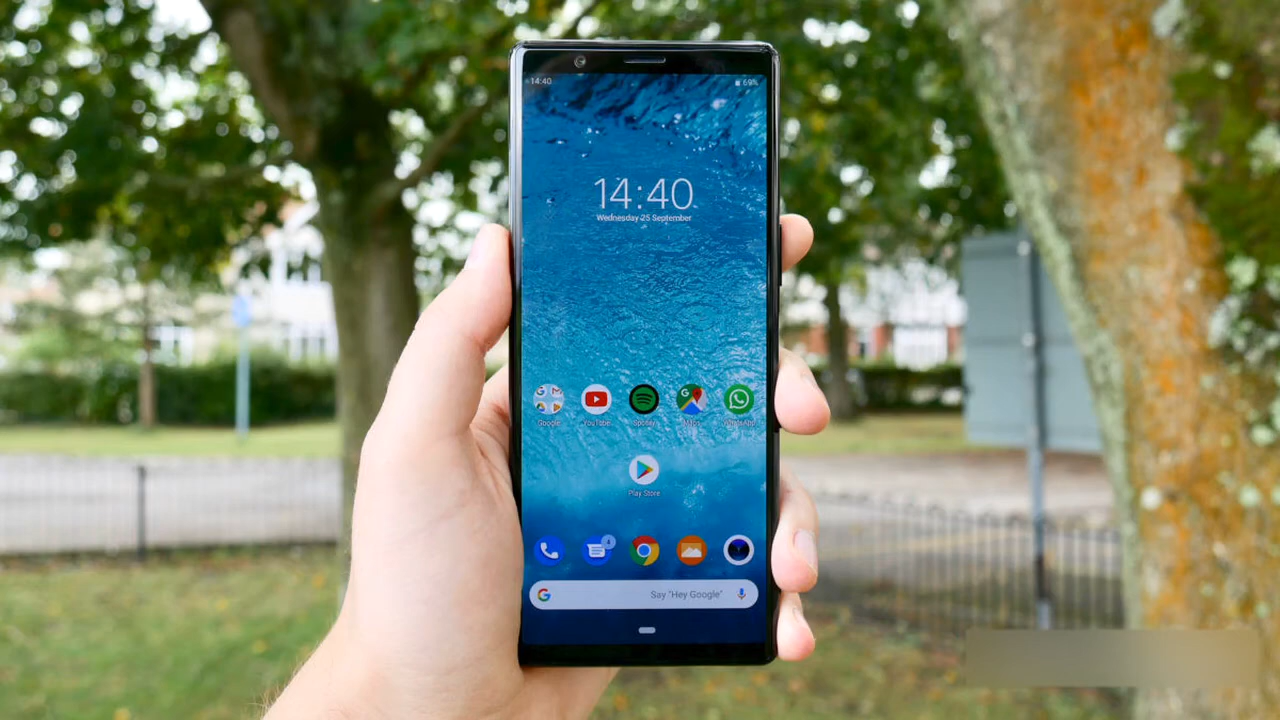 14:40
69%
14:40
Wednesday 25 September
Google YouTube Spotify Maps WhatsApp
Play Store
G Say "Hey Google"